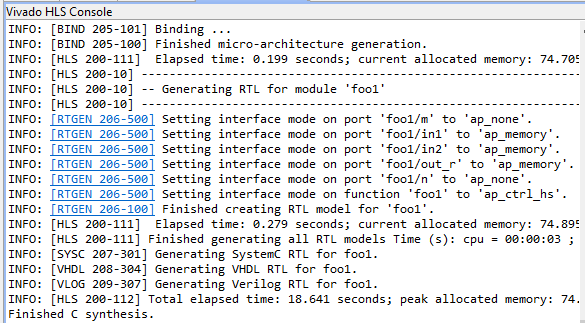 Vivado HLS Console
INFO: [BIND 205-101] Binding ...
INFO: [BIND 205-100] Finished micro-architecture generation.
INFO: [HLS 200-111]  Elapsed time: 0.199 seconds; current allocated memory: 74.705
INFO: [HLS 200-10] ----------------------------------------------------------------
INFO: [HLS 200-10] -- Generating RTL for module 'foo1'
INFO: [HLS 200-10] ----------------------------------------------------------------
INFO: [RTGEN 206-500] Setting interface mode on port 'foo1/m' to 'ap_none'.
INFO: [RTGEN 206-500] Setting interface mode on port 'foo1/in1' to 'ap_memory'.
INFO: [RTGEN 206-500] Setting interface mode on port 'foo1/in2' to 'ap_memory'.
INFO: [RTGEN 206-500] Setting interface mode on port 'foo1/out_r' to 'ap_memory'.
INFO: [RTGEN 206-500] Setting interface mode on port 'foo1/n' to 'ap_none'.
INFO: [RTGEN 206-500] Setting interface mode on function 'foo1' to 'ap_ctrl_hs'.
INFO: [RTGEN 206-100] Finished creating RTL model for 'foo1'.
INFO: [HLS 200-111]  Elapsed time: 0.279 seconds; current allocated memory: 74.895
INFO: [HLS 200-111] Finished generating all RTL models Time (s): cpu = 00:00:03 ;
INFO: [SYSC 207-301] Generating SystemC RTL for foo1.
INFO: [VHDL 208-304] Generating VHDL RTL for foo1.
INFO: [VLOG 209-307] Generating Verilog RTL for foo1.
INFO: [HLS 200-112] Total elapsed time: 18.641 seconds; peak allocated memory: 74.
Finished C synthesis.